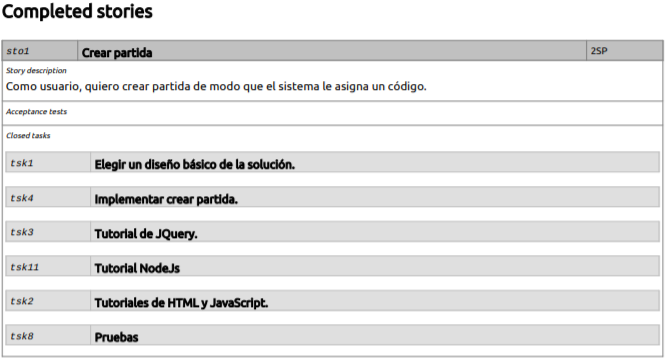 Completed stories
sto1 Crear partida 2SP
Story description
Como usuario, quiero crear partida de modo que el sistema le asigna un código.
Acceptance tests
Closed tasks
tsk1 Elegir un diseño básico de la solución.
tsk4 Implementar crear partida.
tsk3 Tutorial de JQuery.
tsk11 Tutorial NodeJs
tsk2 Tutoriales de HTML y JavaScript.
tsk8 Pruebas